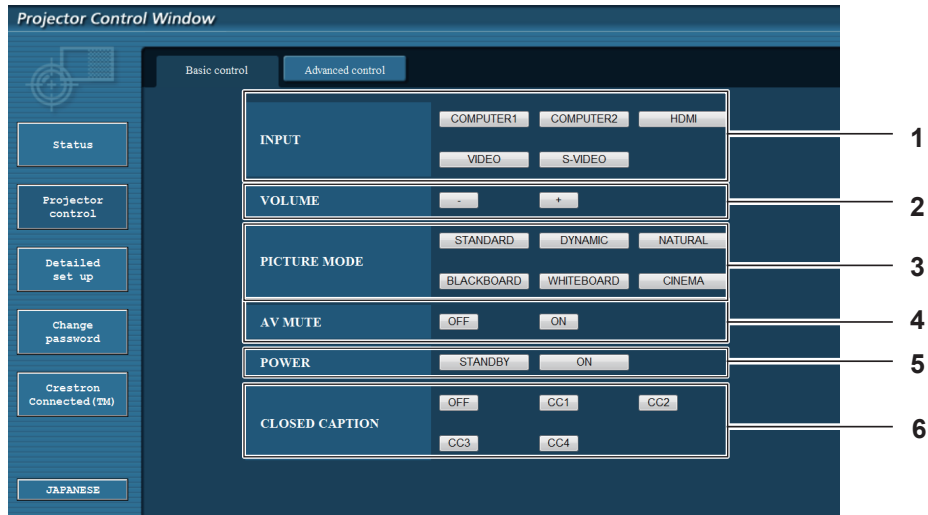 Projector Control Window
Basic control Advanced control
Status
Projector
control
Detailed
set up
Change
password
Crestron
Connected(TM)
JAPANESE
INPUT
COMPUTER1 COMPUTER2 HDMI
VIDEO S-VIDEO
1
VOLUME - +
2
PICTURE MODE
STANDARD DYNAMIC NATURAL
BLACKBOARD WHITEBOARD CINEMA
3
AV MUTE OFF ON
4
POWER STANDBY ON
5
CLOSED CAPTION
OFF CC1 CC2
CC3 CC4
6